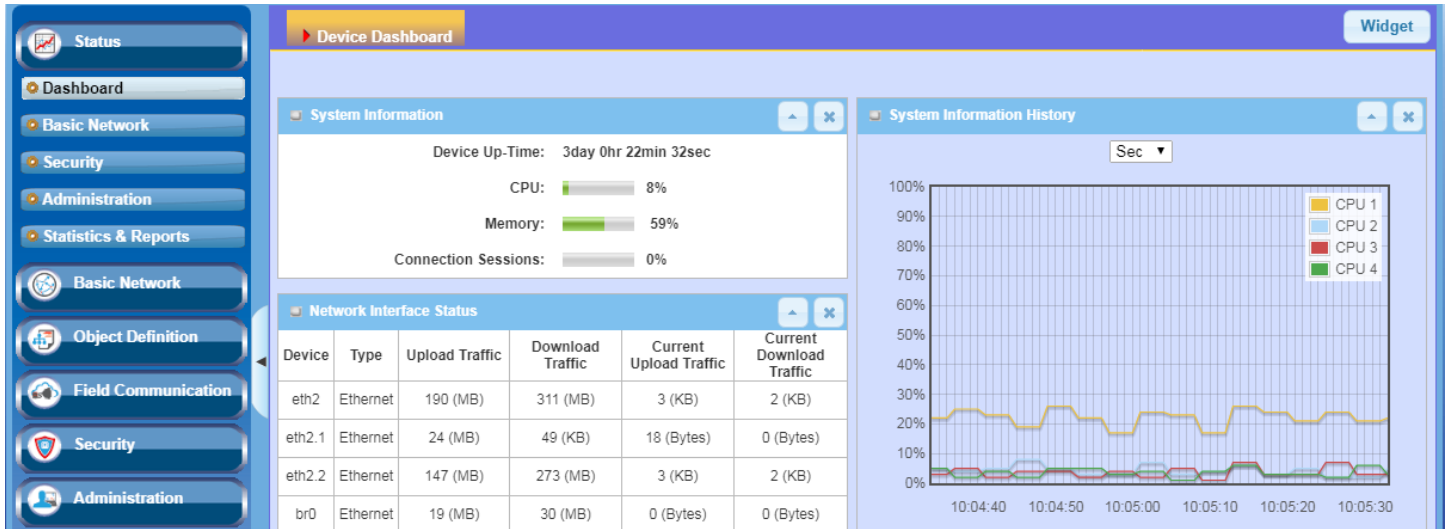 Status
Dashboard
Basic Network
Security
Administration
Statistics & Reports
Basic Network
Object Definition
Field Communication
Security
Administration
Device Dashboard
Widget
System Information
Device Up-Time: 3day 0hr 22min 32sec
CPU: 8%
Memory: 59%
Connection Sessions: 0%
Network Interface Status
Device Type Upload Traffic Download Traffic Current Upload Traffic Current Download Traffic
eth2 Ethernet 190 (MB) 311 (MB) 3 (KB) 2 (KB)
eth2.1 Ethernet 24 (MB) 49 (KB) 18 (Bytes) 0 (Bytes)
eth2.2 Ethernet 147 (MB) 273 (MB) 3 (KB) 2 (KB)
br0 Ethernet 19 (MB) 30 (MB) 0 (Bytes) 0 (Bytes)
System Information History
Sec
100%
90%
80%
70%
60%
50%
40%
30%
20%
10%
0%
CPU 1
CPU 2
CPU 3
CPU 4
10:04:40 10:04:50 10:05:00 10:05:10 10:05:20 10:05:30